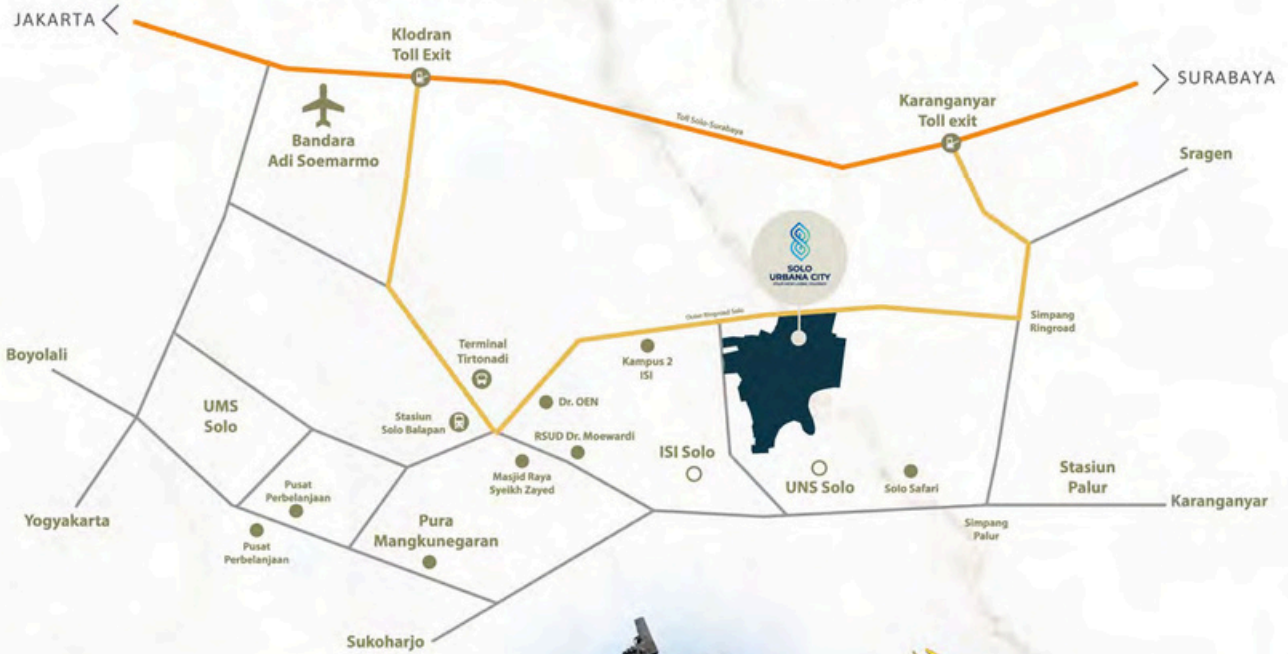 JAKARTA
Klodran
Toll Exit
SURABAYA
Karanganyar
Toll exit
Bandara
Adi Soemarmo
Toll Solo-Surabaya
Sragen
SOLO
URBANA CITY
Outer Ringroad Solo
Simpang
Ringroad
Boyolali
Terminal
Tirtonadi
Kampus 2
ISI
UMS
Solo
Dr. OEN
Stasiun
Solo Balapan
RSUD Dr. Moewardi
ISI Solo
Masjid Raya
Syeikh Zayed
UNS Solo
Solo Safari
Stasiun
Palur
Pusat
Perbelanjaan
Karanganyar
Yogyakarta
Pusat
Perbelanjaan
Pura
Mangkunegaran
Simpang
Palur
Sukoharjo